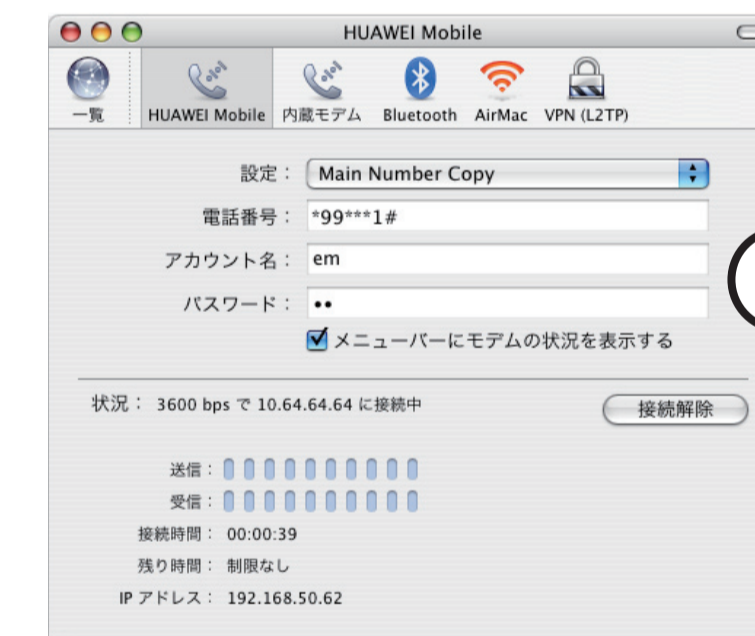 HUAWEI Mobile
一覧 HUAWEI Mobile 内蔵モデム Bluetooth AirMac VPN (L2TP)
設定： Main Number Copy
電話番号： *99***1#
アカウント名： em
パスワード： ••
メニューバーにモデムの状況を表示する
状況： 3600 bps で 10.64.64.64 に接続中 接続解除
送信：
受信：
接続時間： 00:00:39
残り時間： 制限なし
IP アドレス： 192.168.50.62